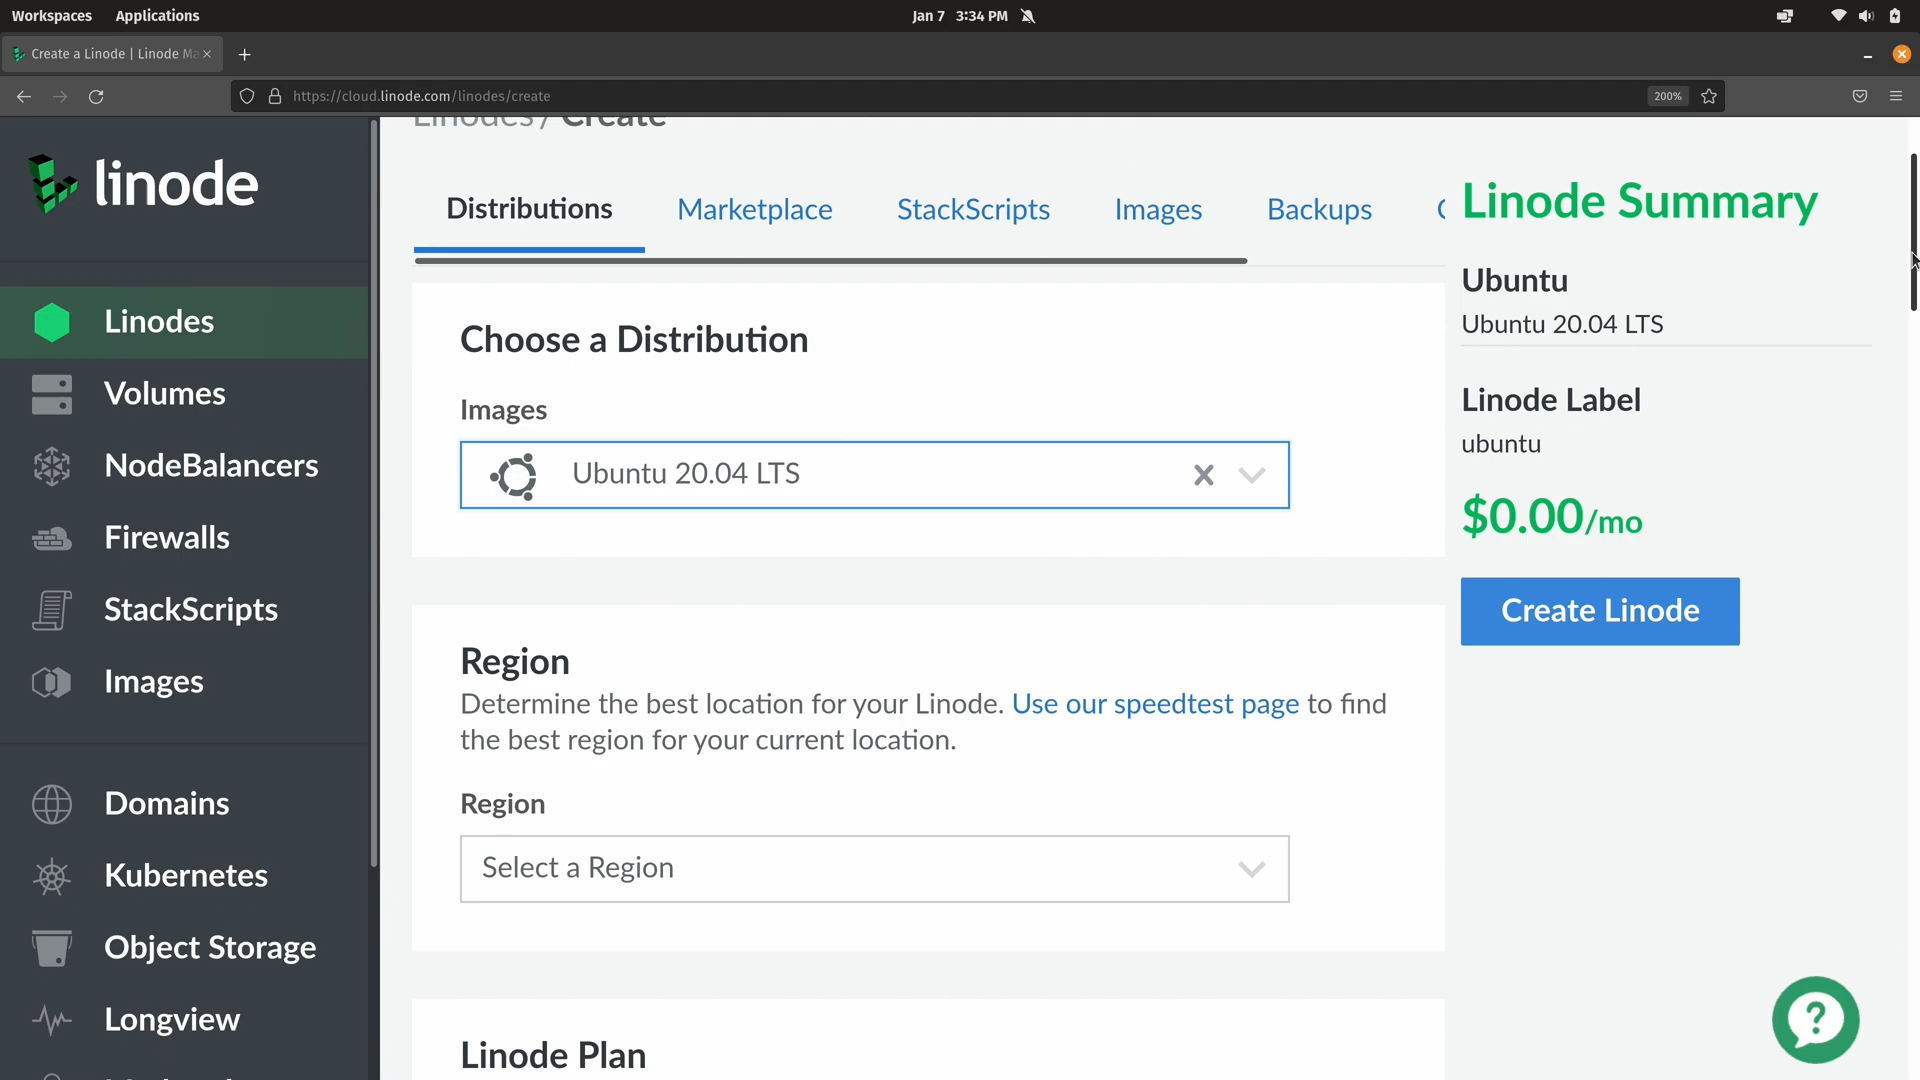 Workspaces Applications Jan 7 3:34 PM
Create a Linode | Linode Ma
https://cloud.linode.com/linodes/create 200%
linode
Linodes
Volumes
NodeBalancers
Firewalls
StackScripts
Images
Domains
Kubernetes
Object Storage
Longview
Linodes / Create
Distributions Marketplace StackScripts Images Backups
Choose a Distribution
Images
Ubuntu 20.04 LTS
Region
Determine the best location for your Linode. Use our speedtest page to find
the best region for your current location.
Region
Select a Region
Linode Plan
Linode Summary
Ubuntu
Ubuntu 20.04 LTS
Linode Label
ubuntu
$0.00/mo
Create Linode
?